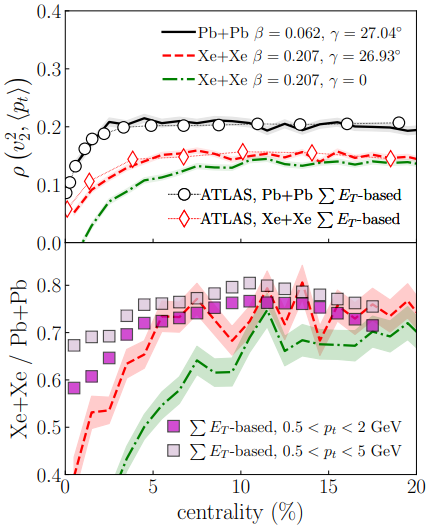 0.4
Pb+Pb β = 0.062, γ = 27.04°
Xe+Xe β = 0.207, γ = 26.93°
0.3
Xe+Xe β = 0.207, γ = 0
ρ (v₂², ⟨pₜ⟩)
0.2
0.1
ATLAS, Pb+Pb ∑ E_T-based
ATLAS, Xe+Xe ∑ E_T-based
0.0
0.8
Xe+Xe / Pb+Pb
0.7
0.6
0.5
∑ E_T-based, 0.5 < pₜ < 2 GeV
∑ E_T-based, 0.5 < pₜ < 5 GeV
0.4
0 5 10 15 20
centrality (%)